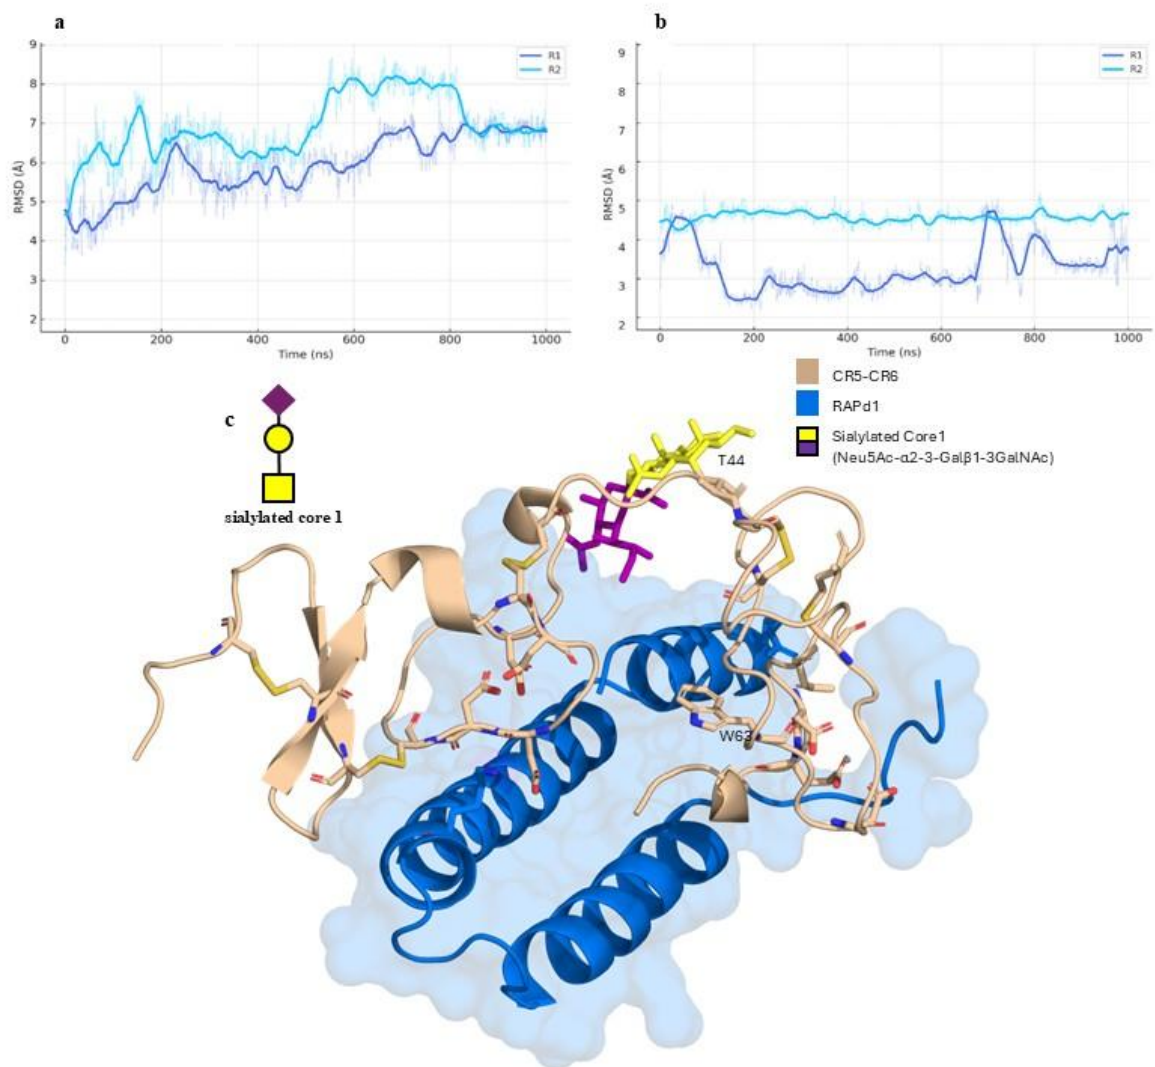 a
b
9
8
7
6
5
4
3
2
RMSD (Å)
0
200
400
600
800
1000
Time (ns)
R1
R2
9
8
7
6
5
4
3
2
RMSD (Å)
0
200
400
600
800
1000
Time (ns)
R1
R2
c
sialylated core 1
CR5-CR6
RAPd1
Sialylated Core1
(Neu5Ac-α2-3-Galβ1-3GalNAc)
T44
W63